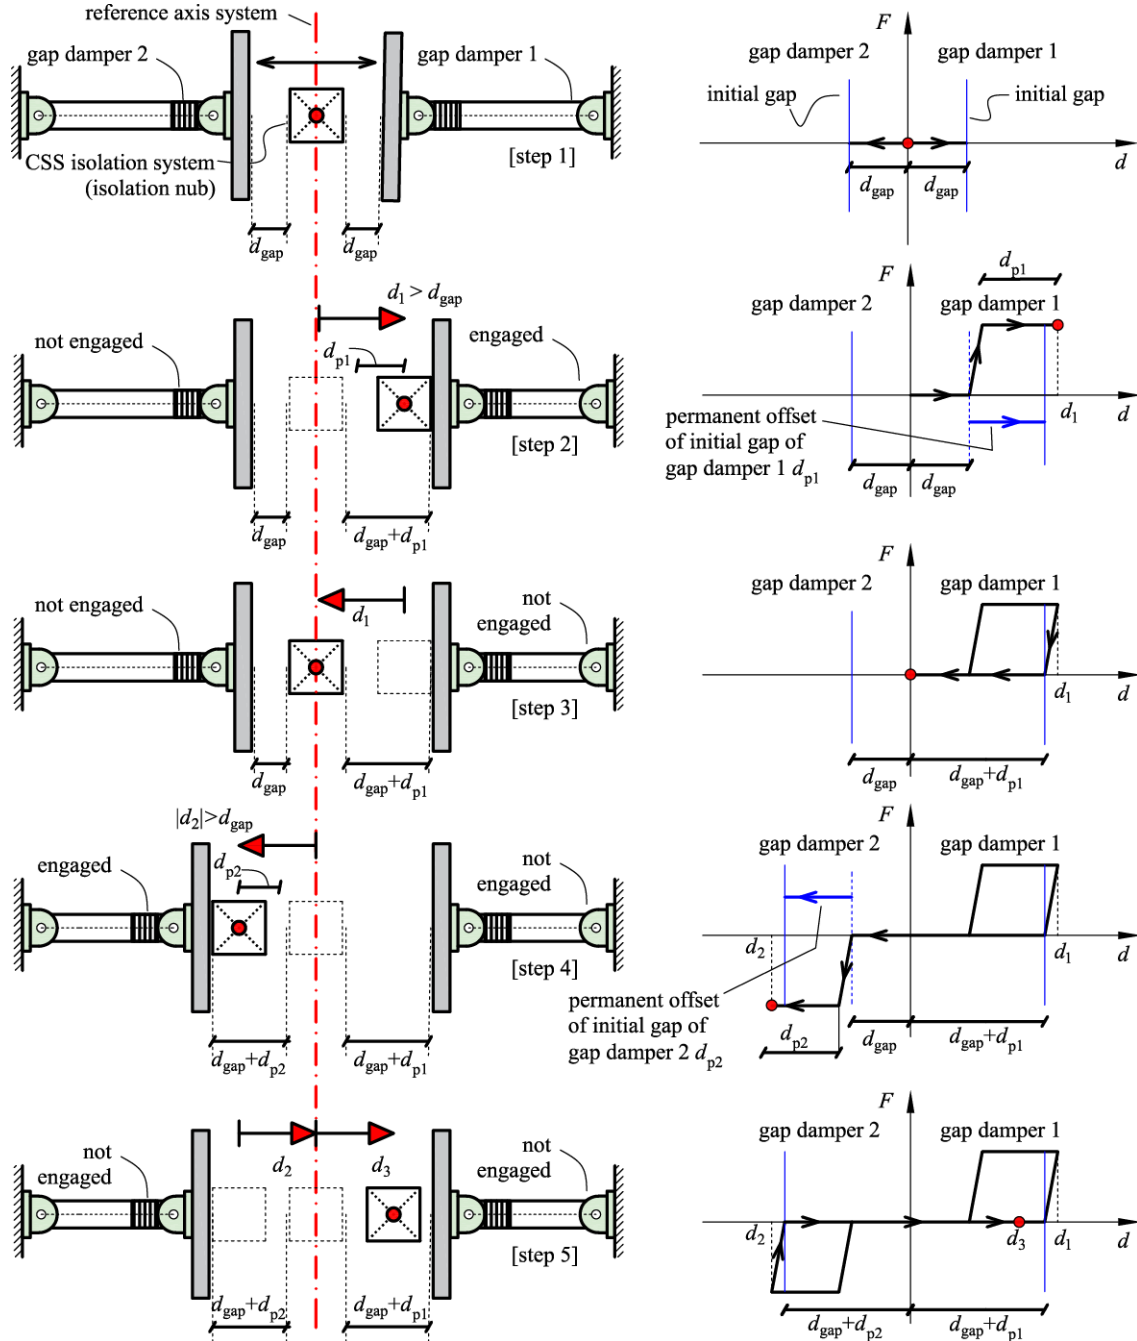 reference axis system
gap damper 2
gap damper 1
CSS isolation system
(isolation nub)
[step 1]
d_gap
d_gap
F
gap damper 2
gap damper 1
initial gap
initial gap
d
d_gap
d_gap
d_1 > d_gap
not engaged
engaged
d_p1
[step 2]
d_gap
d_gap+d_p1
F
d_p1
gap damper 2
gap damper 1
permanent offset
of initial gap of
gap damper 1 d_p1
d_1
d
d_gap
d_gap
not engaged
d_1
not
engaged
[step 3]
d_gap
d_gap+d_p1
F
gap damper 2
gap damper 1
d_1
d
d_gap
d_gap+d_p1
|d_2|>d_gap
engaged
d_p2
not
engaged
[step 4]
d_gap+d_p2
d_gap+d_p1
F
gap damper 2
gap damper 1
d_2
d_1
d
permanent offset
of initial gap of
gap damper 2 d_p2
d_p2
d_gap
d_gap+d_p1
not
engaged
d_2
d_3
not
engaged
[step 5]
d_gap+d_p2
d_gap+d_p1
F
gap damper 2
gap damper 1
d_2
d_3
d_1
d
d_gap+d_p2
d_gap+d_p1